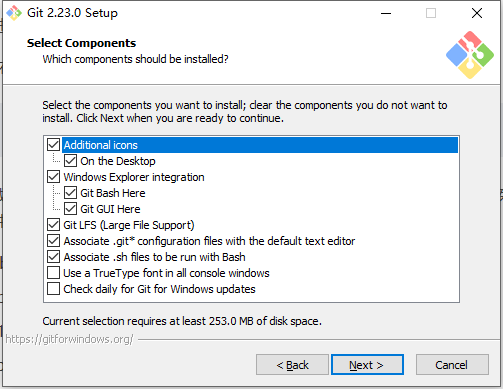 Git 2.23.0 Setup
Select Components
Which components should be installed?
Select the components you want to install; clear the components you do not want to
install. Click Next when you are ready to continue.
Additional icons
On the Desktop
Windows Explorer integration
Git Bash Here
Git GUI Here
Git LFS (Large File Support)
Associate .git* configuration files with the default text editor
Associate .sh files to be run with Bash
Use a TrueType font in all console windows
Check daily for Git for Windows updates
Current selection requires at least 253.0 MB of disk space.
https://gitforwindows.org/
< Back
Next >
Cancel